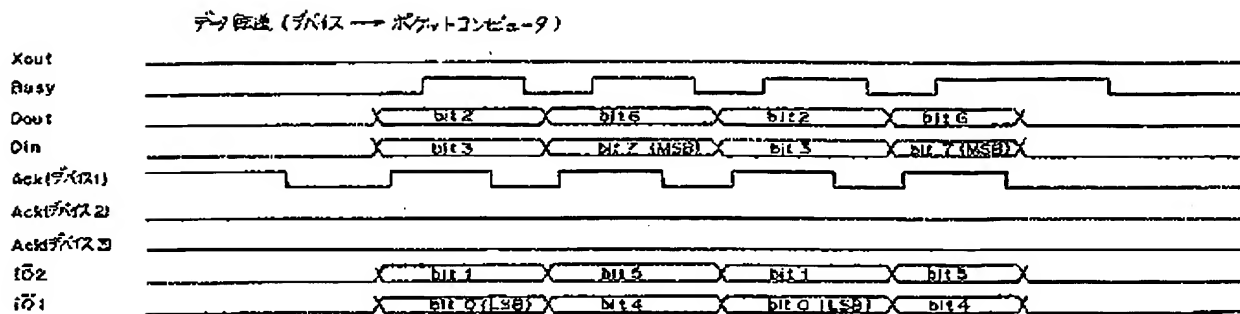 データ転送 (デバイス → ポケットコンピュータ)
Xout
Busy
Dout bit 2 bit 6 bit 2 bit 6
Din bit 3 bit 7 (MSB) bit 3 bit 7 (MSB)
Ack(デバイス1)
Ack(デバイス2)
Ack(デバイス3)
IO2 bit 1 bit 5 bit 1 bit 5
IO1 bit 0 (LSB) bit 4 bit 0 (LSB) bit 4